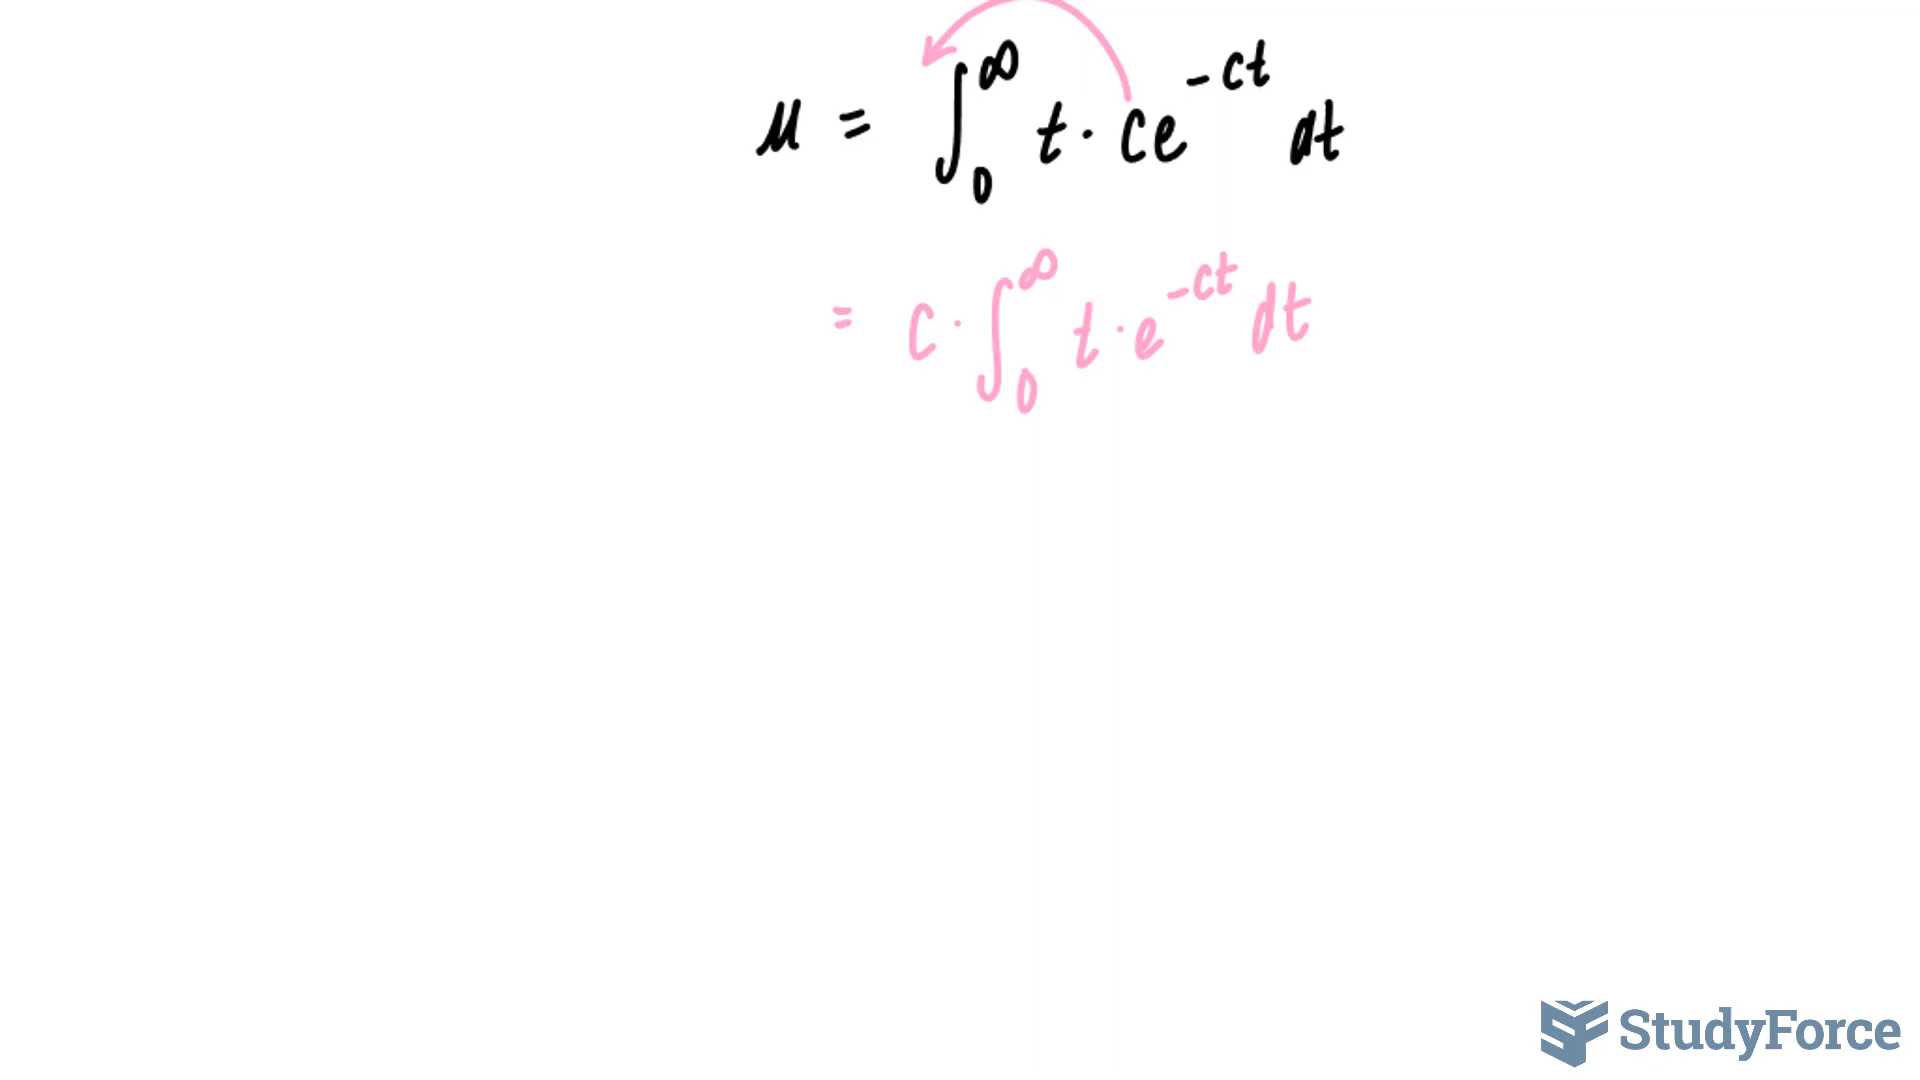 μ = ∫₀^∞ t · ce^{-ct} dt
= c · ∫₀^∞ t · e^{-ct} dt
StudyForce